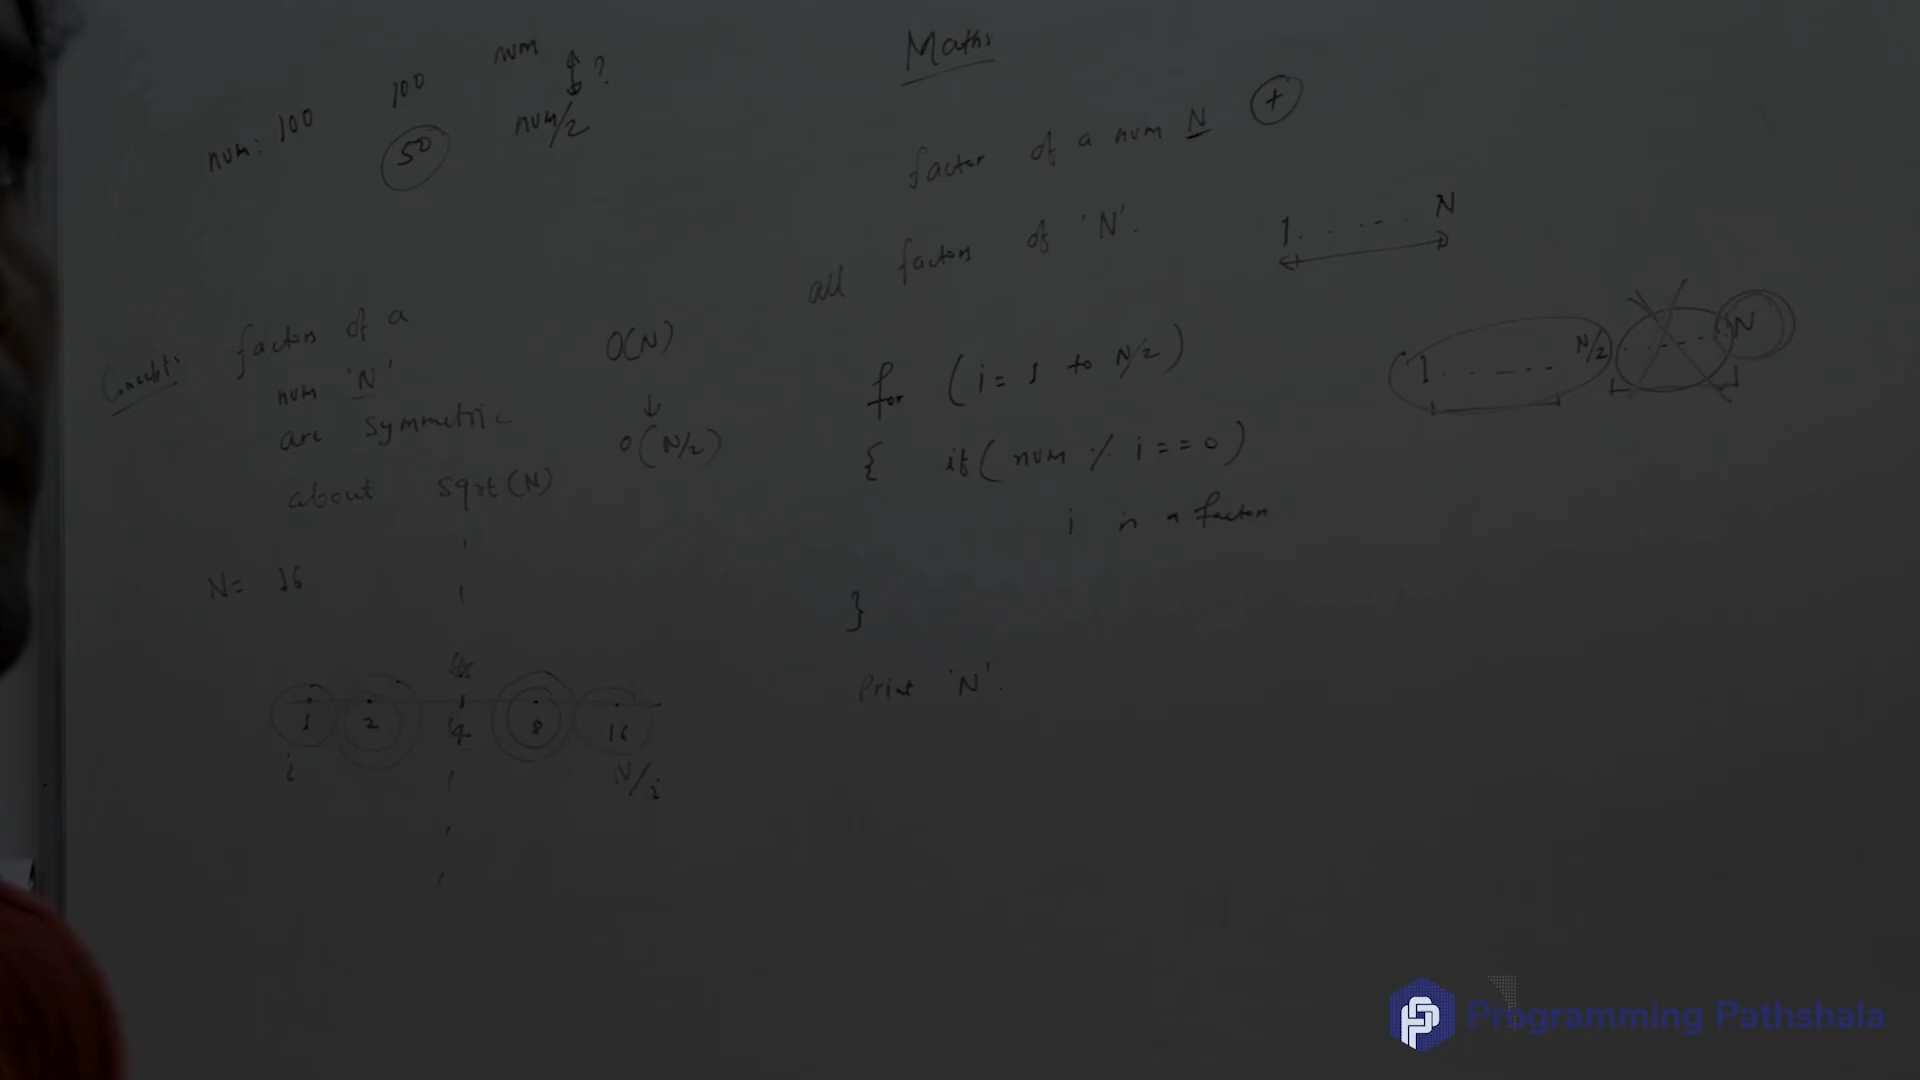 Maths
num: 100
100
50
num
num/2
?
factor of a num N +
all factors of 'N'.
1. . . - - . N
Concept: factors of a
num 'N'
are symmetric
about sqrt(N)
O(N)
O(N/2)
for (i = 1 to N/2)
{ if (num % i == 0)
i is a factor
}
Print 'N'.
1. . . - - - N/2 . - - - - N
N = 16
1 2 4 8 16
i
N/i
Programming Pathshala